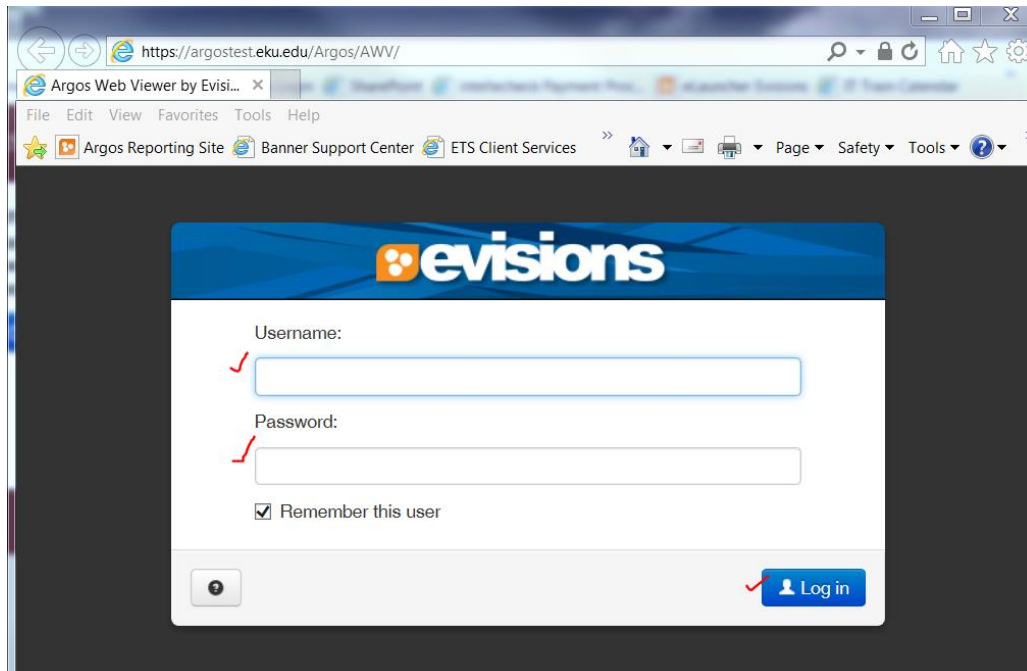 https://argostest.eku.edu/Argos/AWV/
Argos Web Viewer by Evisi...
File Edit View Favorites Tools Help
Argos Reporting Site Banner Support Center ETS Client Services » Page Safety Tools
evisions
Username:
Password:
Remember this user
Log in